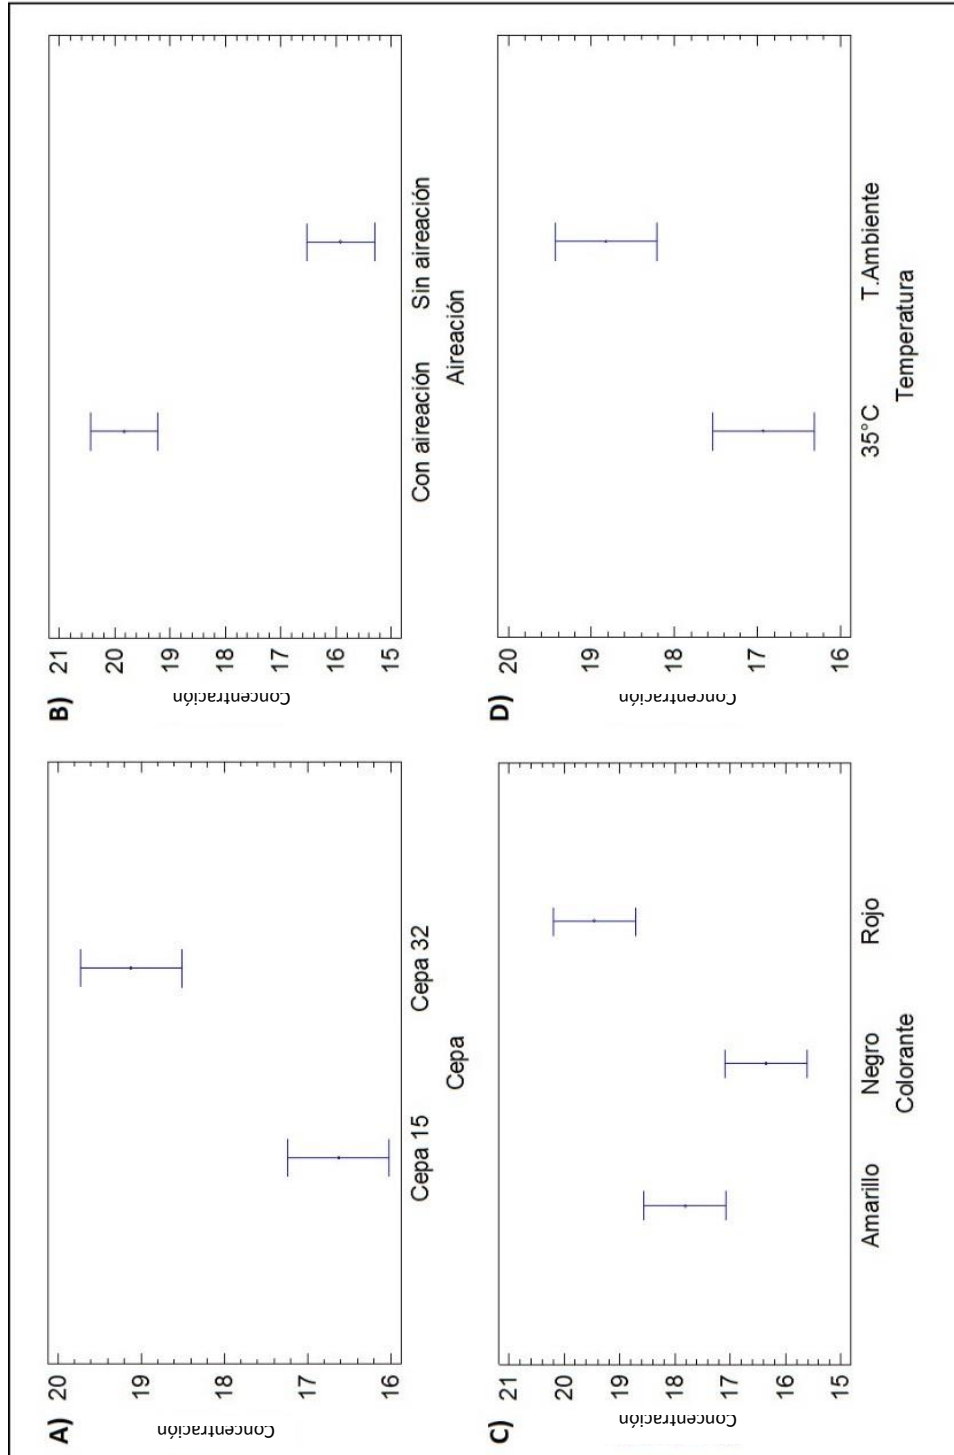 A)
Concentración
20
19
18
17
16
Cepa 15 Cepa 32
Cepa
B)
Concentración
21
20
19
18
17
16
15
Con aireación Sin aireación
Aireación
C)
Concentración
21
20
19
18
17
16
15
Amarillo Negro Rojo
Colorante
D)
Concentración
20
19
18
17
16
35°C T.Ambiente
Temperatura